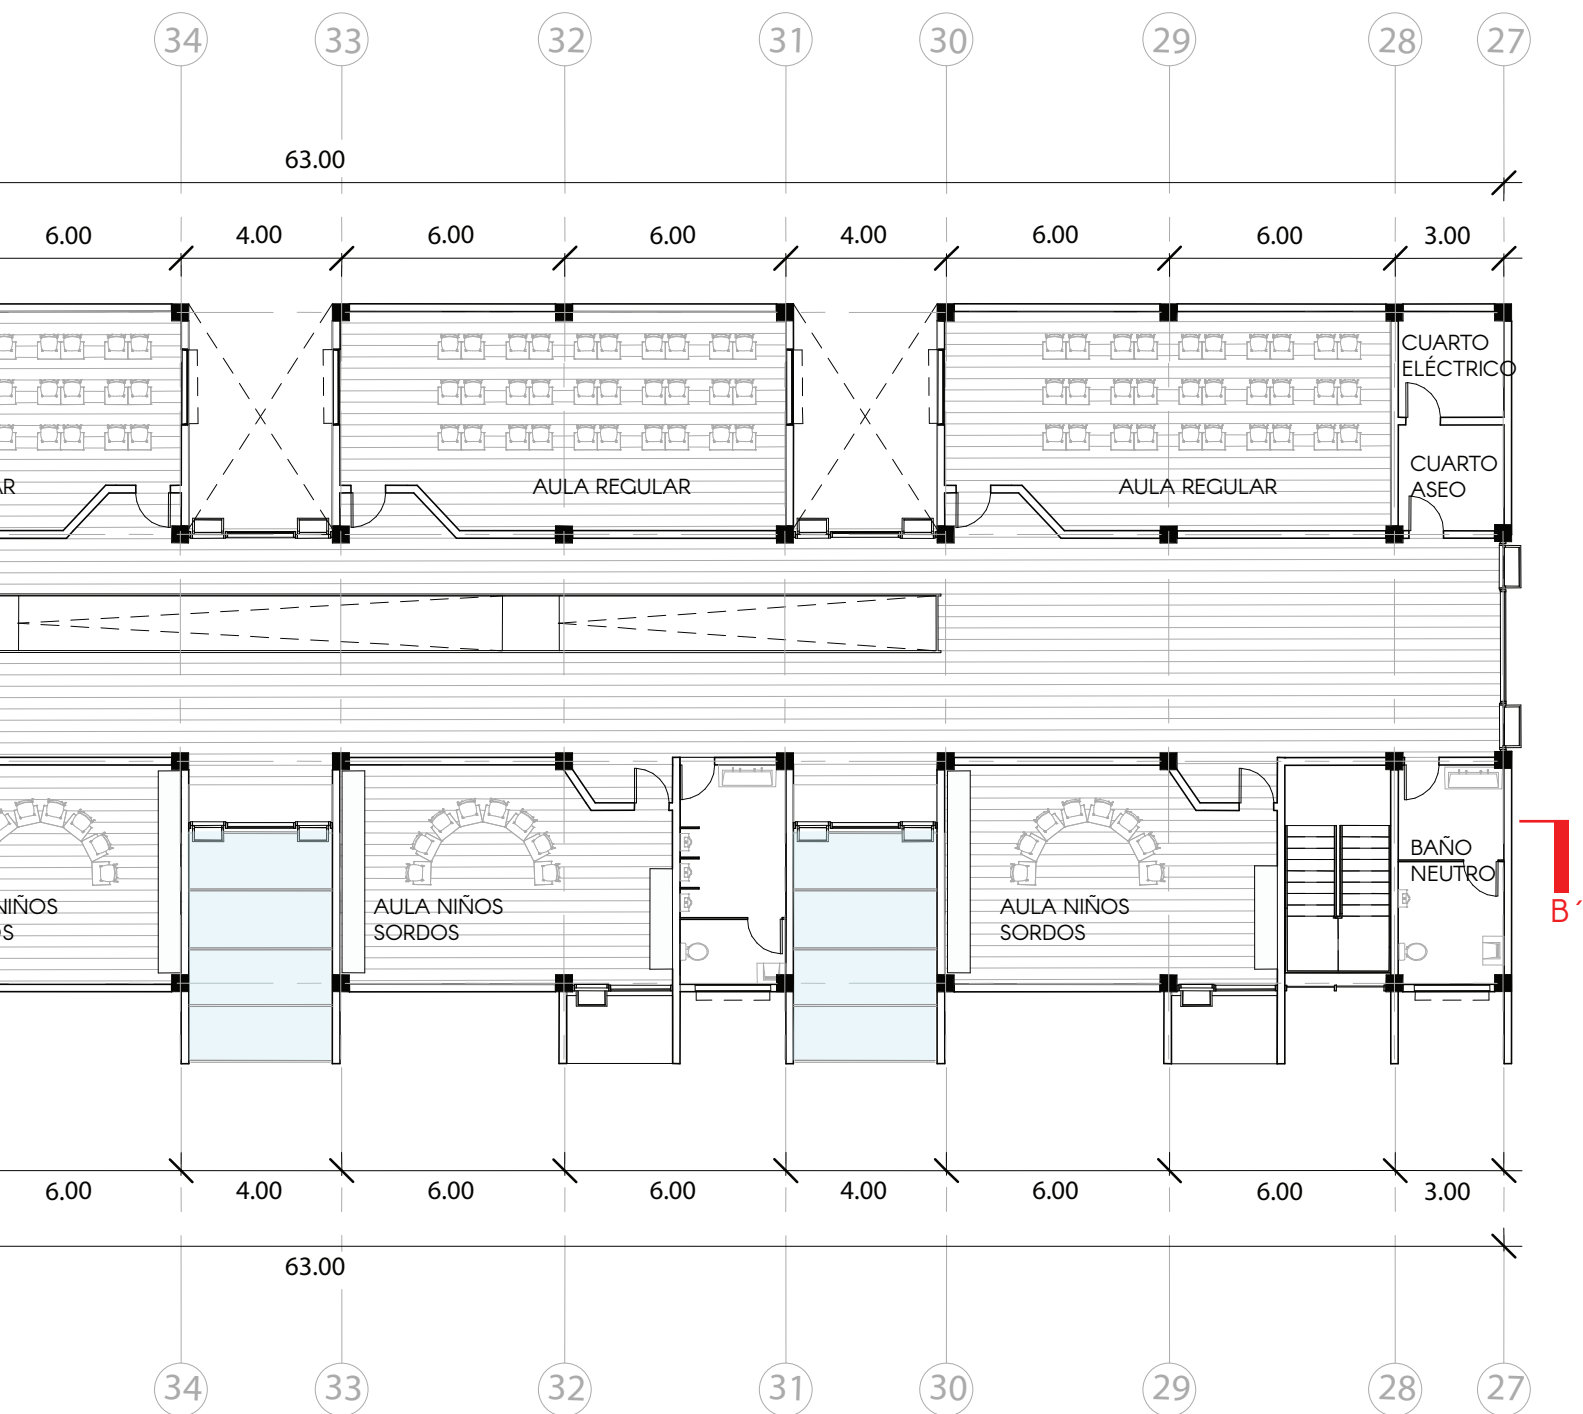 34 33 32 31 30 29 28 27
63.00
6.00 4.00 6.00 6.00 4.00 6.00 6.00 3.00
CUARTO
ELÉCTRICO
CUARTO
ASEO
AR
AULA REGULAR
AULA REGULAR
BAÑO
NEUTRO
NIÑOS
OS
AULA NIÑOS
SORDOS
AULA NIÑOS
SORDOS
B´
6.00 4.00 6.00 6.00 4.00 6.00 6.00 3.00
63.00
34 33 32 31 30 29 28 27